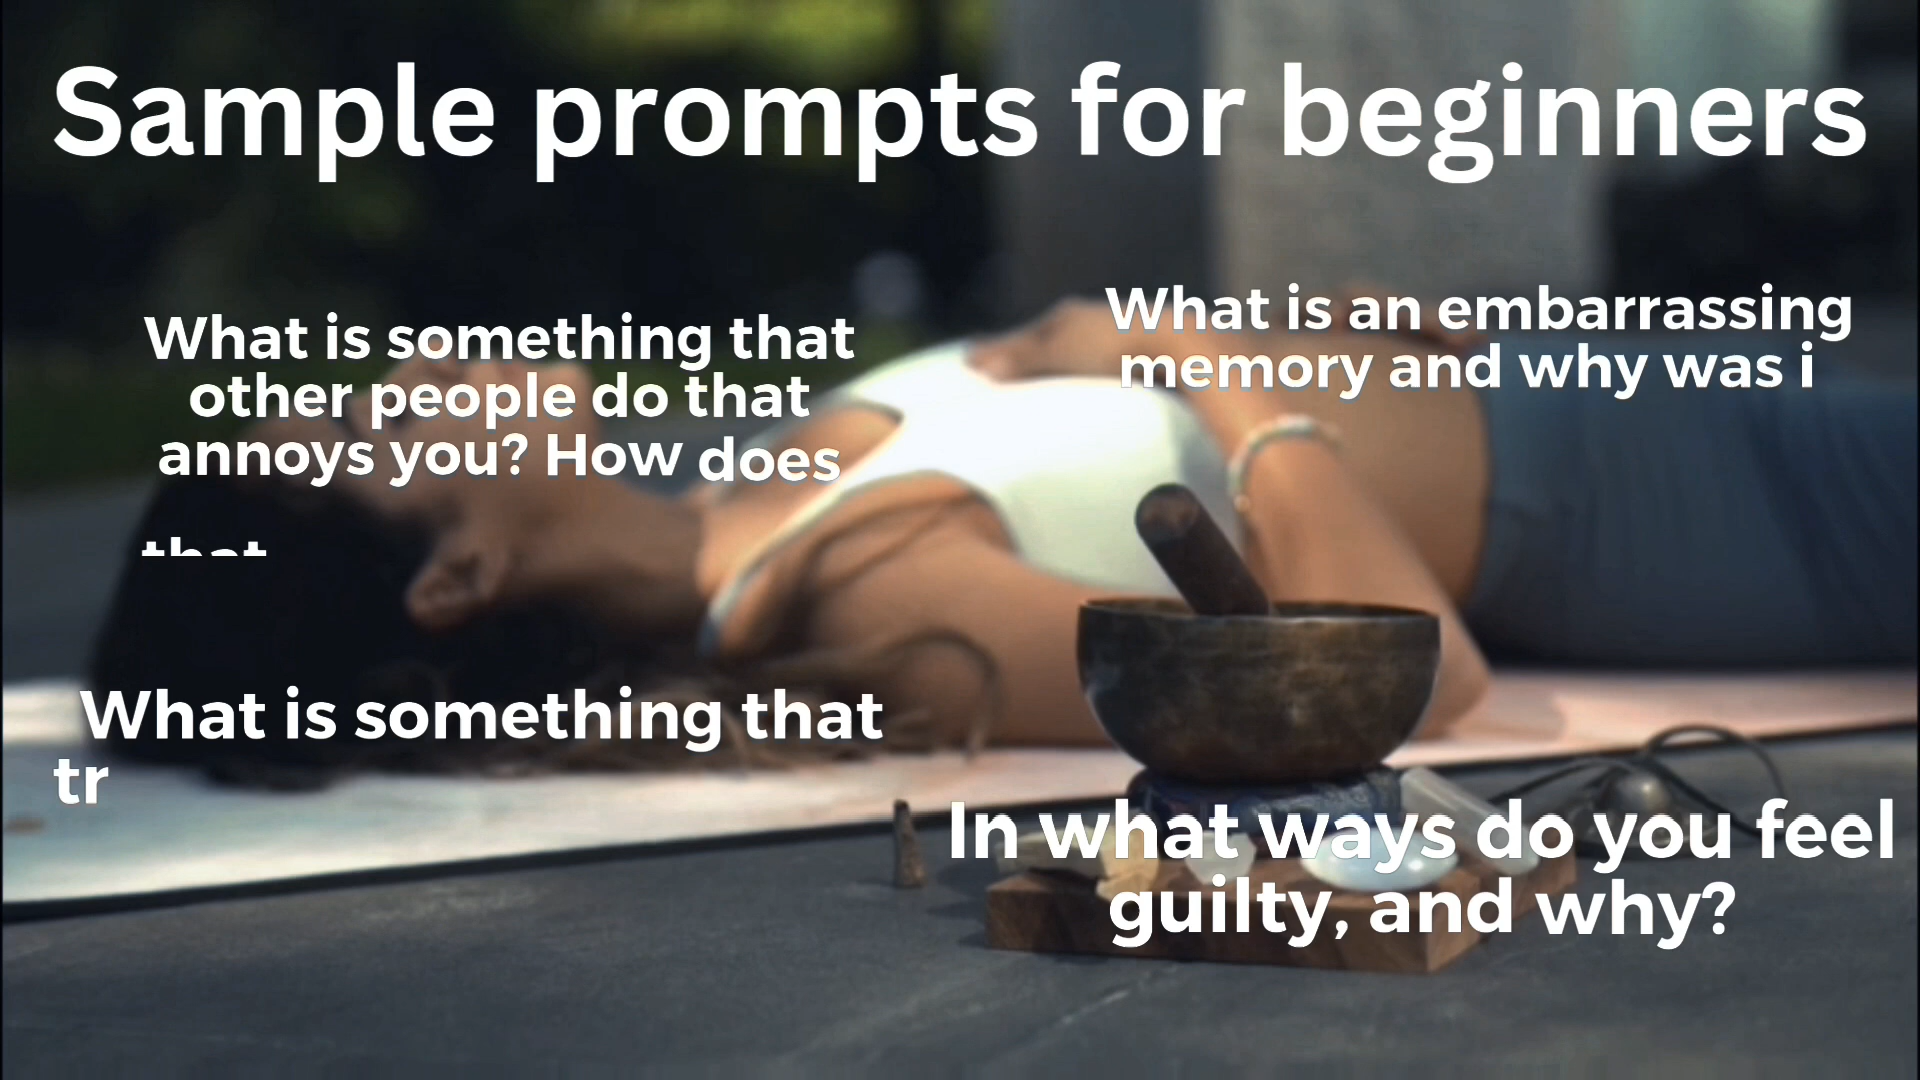 Sample prompts for beginners
What is something that
other people do that
annoys you? How does
that
What is an embarrassing
memory and why was i
What is something that
tr
In what ways do you feel
guilty, and why?